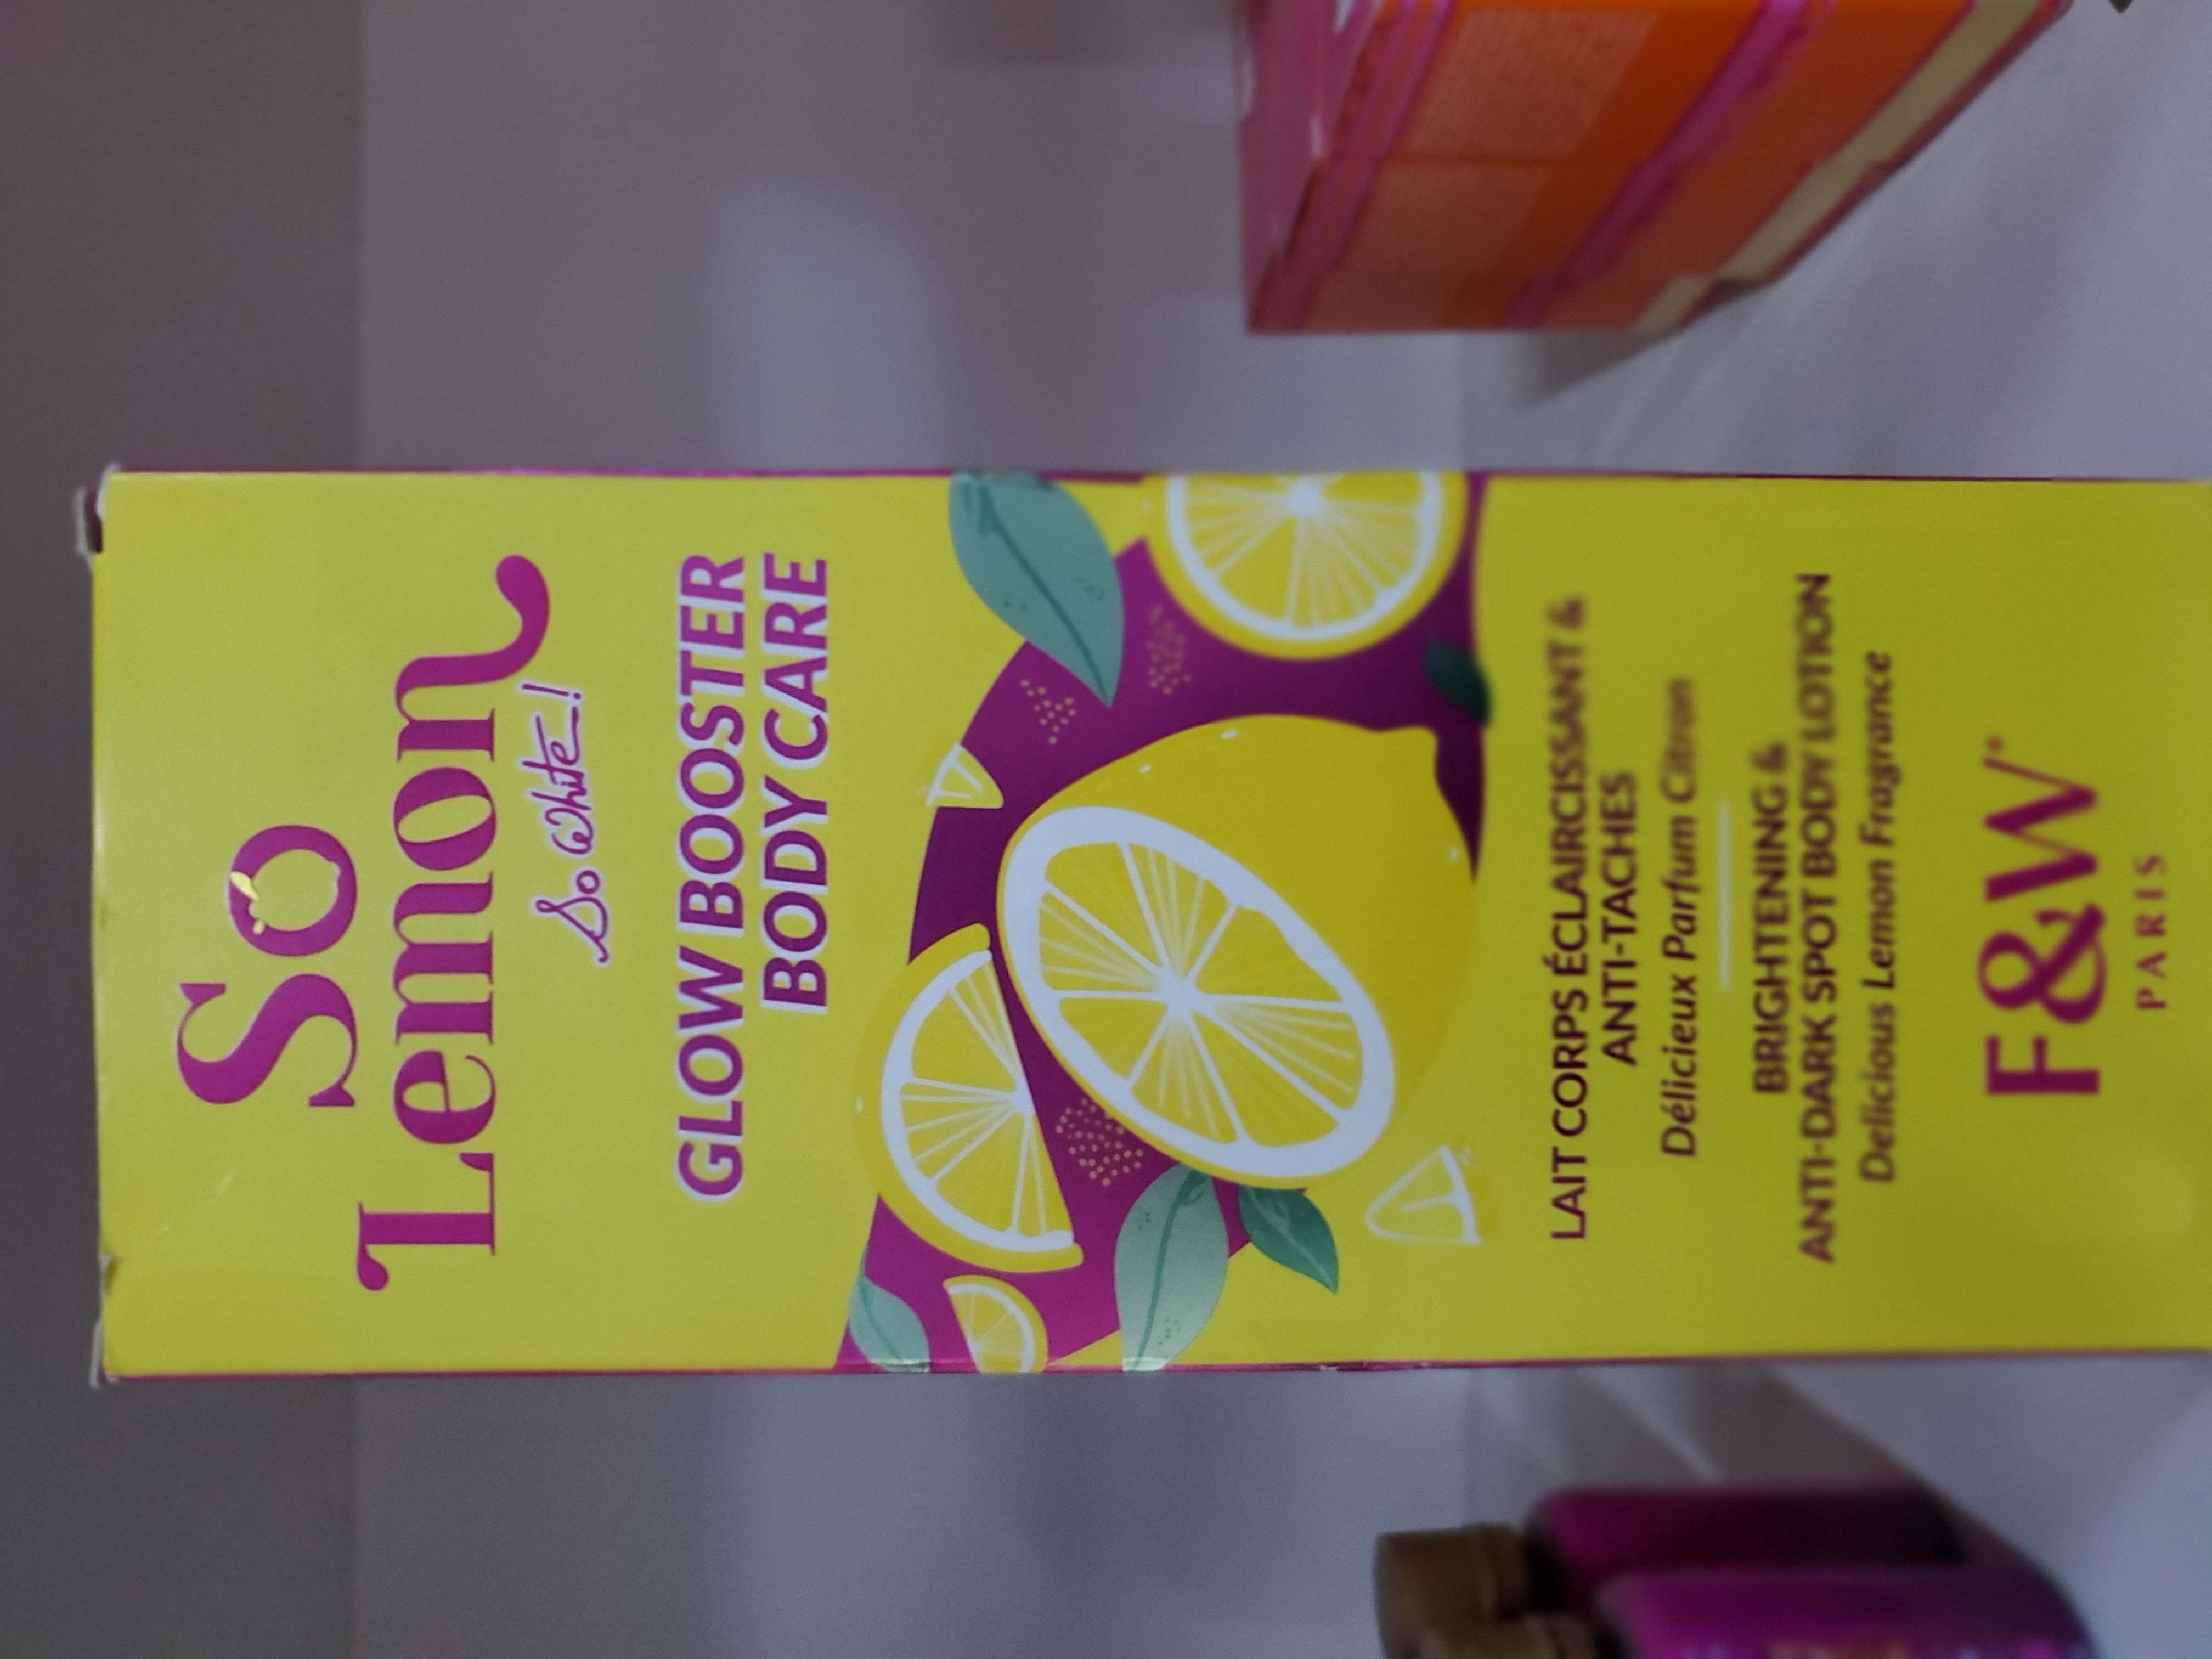 So
Lemon
So White!
GLOW BOOSTER
BODY CARE
LAIT CORPS ÉCLAIRCISSANT &
ANTI-TACHES
Délicieux Parfum Citron
BRIGHTENING &
ANTI-DARK SPOT BODY LOTION
Delicious Lemon Fragrance
F&W
PARIS